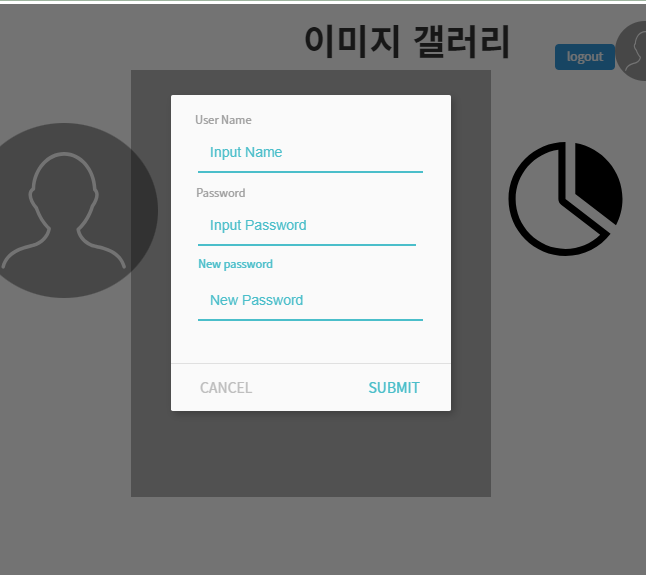 이미지 갤러리
logout
User Name
Input Name
Password
Input Password
New password
New Password
CANCEL
SUBMIT